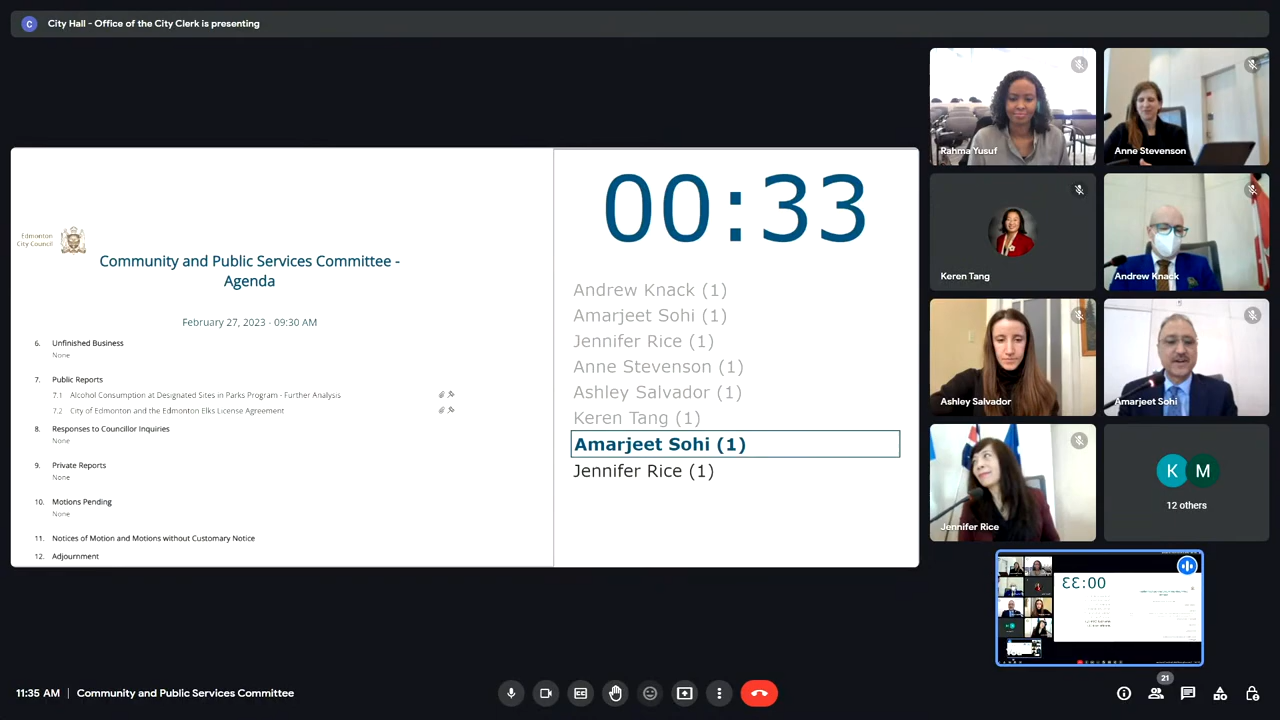 C City Hall - Office of the City Clerk is presenting
Edmonton
City Council
Community and Public Services Committee -
Agenda
February 27, 2023 - 09:30 AM
6. Unfinished Business
None
7. Public Reports
7.1 Alcohol Consumption at Designated Sites in Parks Program - Further Analysis
7.2 City of Edmonton and the Edmonton Elks License Agreement
8. Responses to Councillor Inquiries
None
9. Private Reports
None
10. Motions Pending
None
11. Notices of Motion and Motions without Customary Notice
12. Adjournment
00:33
Andrew Knack (1)
Amarjeet Sohi (1)
Jennifer Rice (1)
Anne Stevenson (1)
Ashley Salvador (1)
Keren Tang (1)
Amarjeet Sohi (1)
Jennifer Rice (1)
Rahma Yusuf
Anne Stevenson
Keren Tang
Andrew Knack
Ashley Salvador
Amarjeet Sohi
Jennifer Rice
K M
12 others
00:33
11:35 AM | Community and Public Services Committee
21